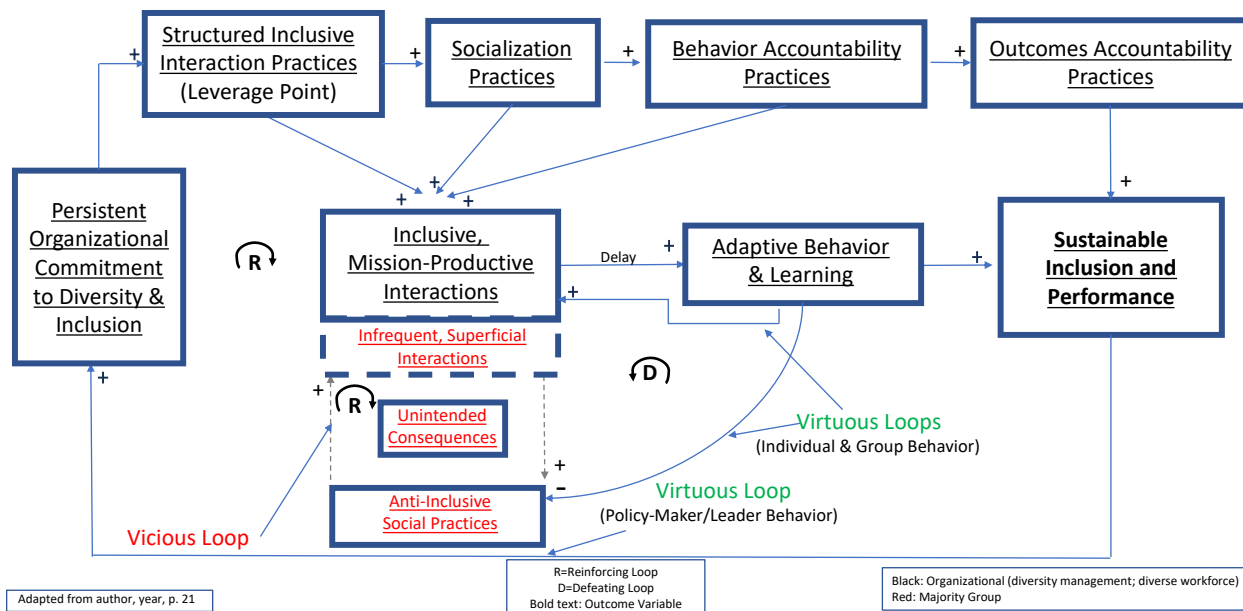 Structured Inclusive
Interaction Practices
(Leverage Point)
Socialization
Practices
Behavior Accountability
Practices
Outcomes Accountability
Practices
+
+
+
+
+
+
+
+
Persistent
Organizational
Commitment
to Diversity &
Inclusion
R
Inclusive,
Mission-Productive
Interactions
Delay
+
+
Adaptive Behavior
& Learning
+
Sustainable
Inclusion and
Performance
Infrequent, Superficial
Interactions
D
+
+
R
Unintended
Consequences
Virtuous Loops
(Individual & Group Behavior)
+
-
Anti-Inclusive
Social Practices
Virtuous Loop
(Policy-Maker/Leader Behavior)
Vicious Loop
Adapted from author, year, p. 21
R=Reinforcing Loop
D=Defeating Loop
Bold text: Outcome Variable
Black: Organizational (diversity management; diverse workforce)
Red: Majority Group